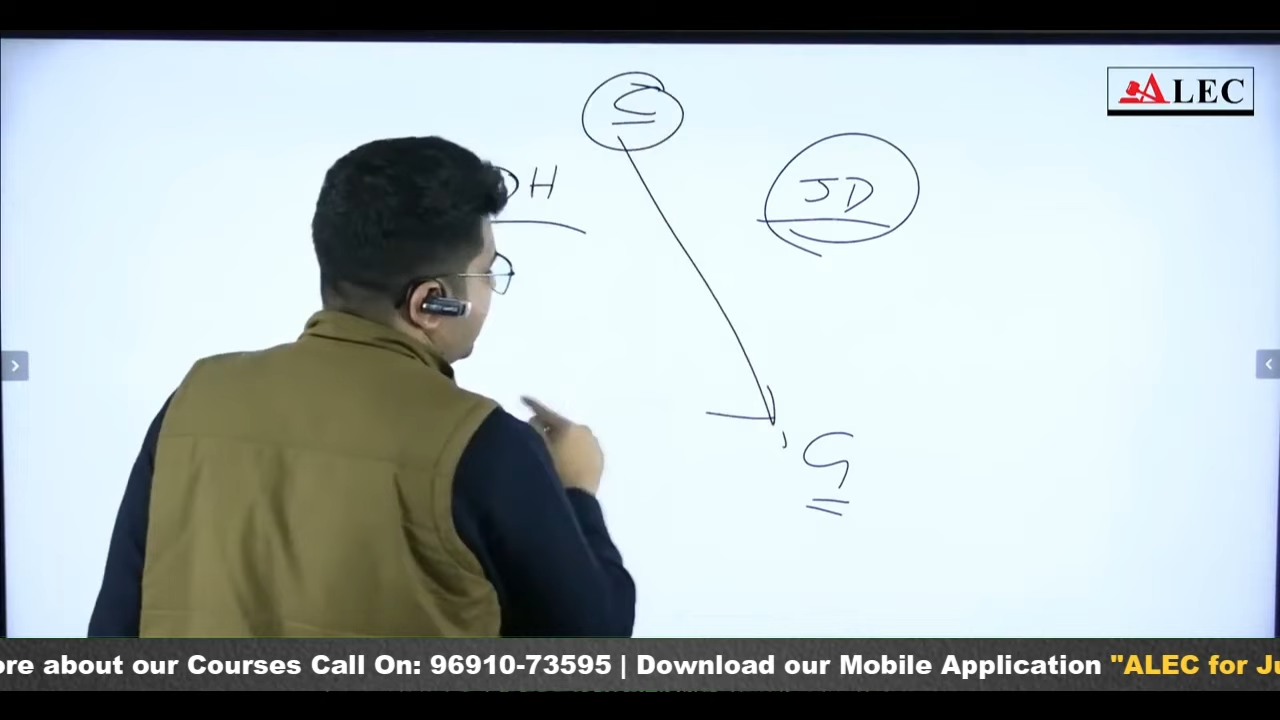 C
ALEC
DH
JD
G
ore about our Courses Call On: 96910-73595 | Download our Mobile Application "ALEC for Ju